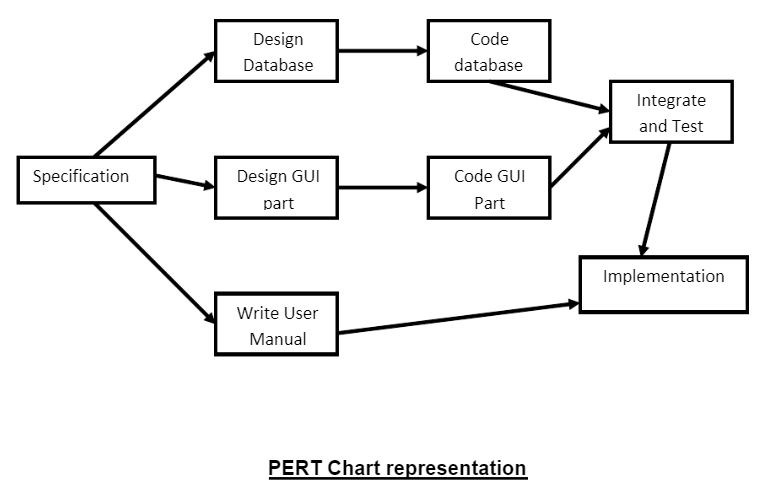 Design
Database
Code
database
Integrate
and Test
Specification
Design GUI
part
Code GUI
Part
Implementation
Write User
Manual
PERT Chart representation